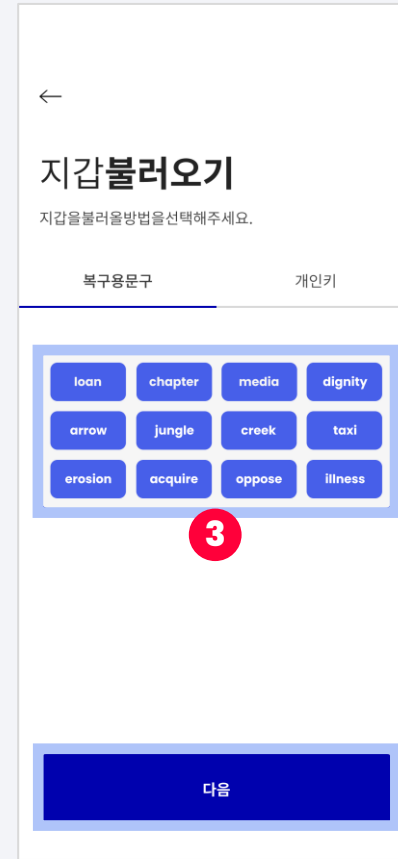 지갑불러오기
지갑을불러올방법을선택해주세요.
복구용문구 개인키
loan chapter media dignity
arrow jungle creek taxi
erosion acquire oppose illness
3
다음